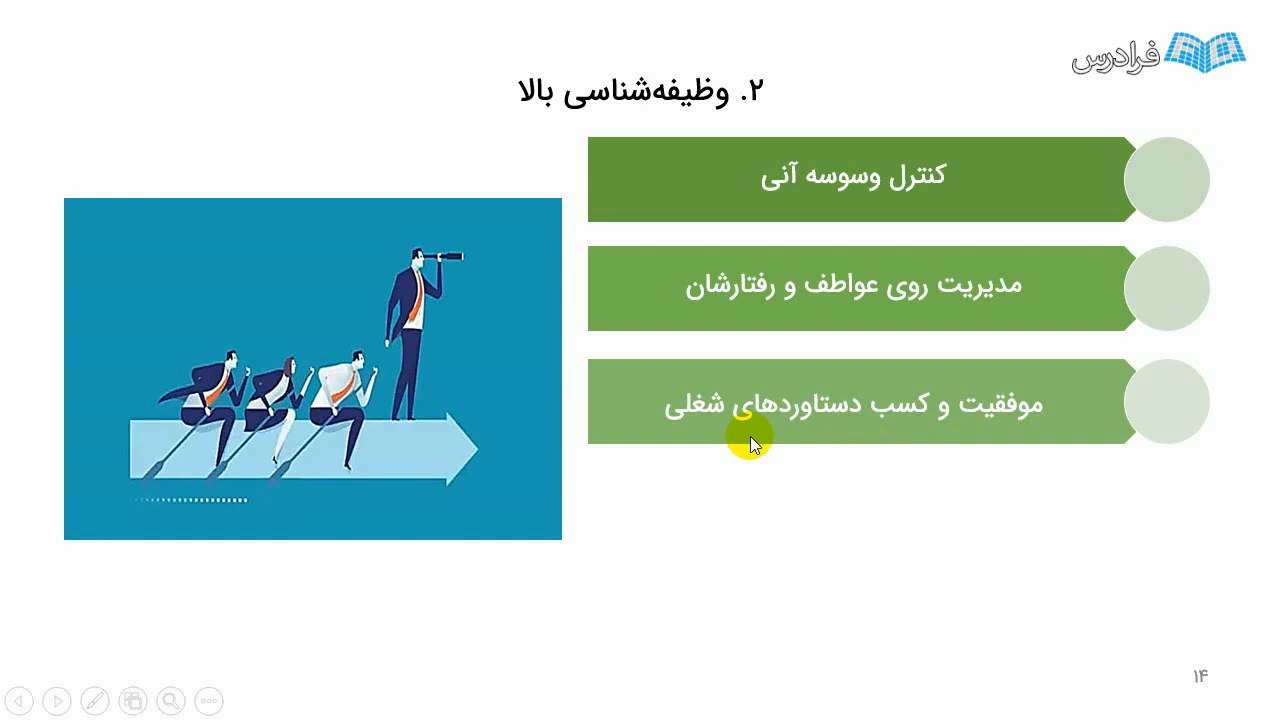 فرادرس
۲. وظیفه‌شناسی بالا
کنترل وسوسه آنی
مدیریت روی عواطف و رفتارشان
موفقیت و کسب دستاوردهای شغلی
۱۴